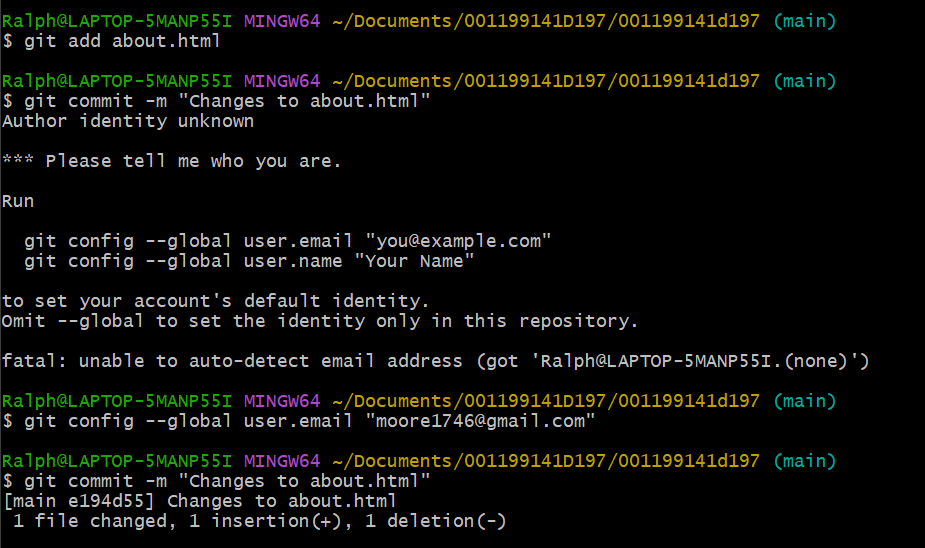 Ralph@LAPTOP-5MANP55I MINGW64 ~/Documents/001199141D197/001199141d197 (main)
$ git add about.html
Ralph@LAPTOP-5MANP55I MINGW64 ~/Documents/001199141D197/001199141d197 (main)
$ git commit -m "Changes to about.html"
Author identity unknown
*** Please tell me who you are.
Run
git config --global user.email "you@example.com"
git config --global user.name "Your Name"
to set your account's default identity.
Omit --global to set the identity only in this repository.
fatal: unable to auto-detect email address (got 'Ralph@LAPTOP-5MANP55I.(none)')
Ralph@LAPTOP-5MANP55I MINGW64 ~/Documents/001199141D197/001199141d197 (main)
$ git config --global user.email "moore1746@gmail.com"
Ralph@LAPTOP-5MANP55I MINGW64 ~/Documents/001199141D197/001199141d197 (main)
$ git commit -m "Changes to about.html"
[main e194d55] Changes to about.html
1 file changed, 1 insertion(+), 1 deletion(-)